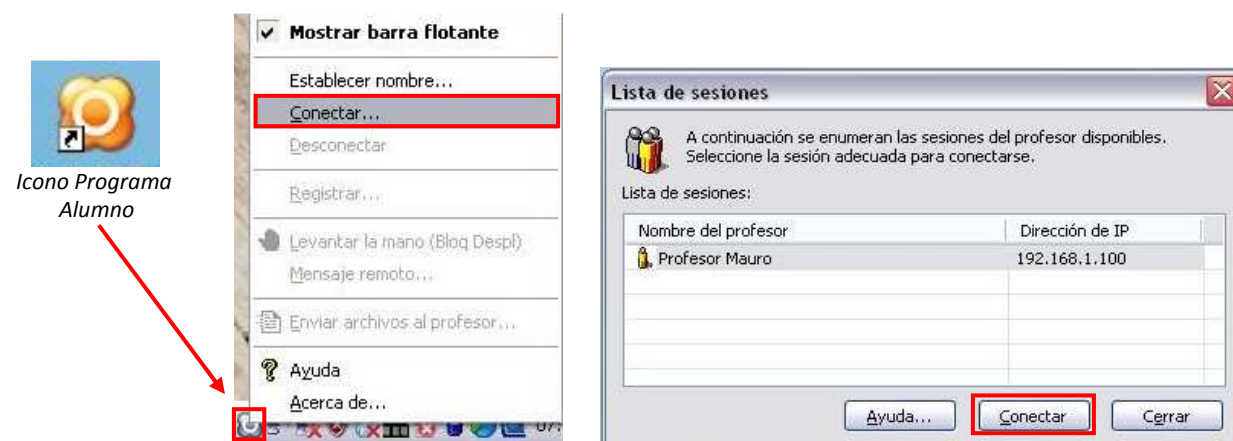 Icono Programa
Alumno
Mostrar barra flotante
Establecer nombre...
Conectar...
Desconectar
Registrar...
Levantar la mano (Bloq Despl)
Mensaje remoto...
Enviar archivos al profesor...
Ayuda
Acerca de...
07:
Lista de sesiones
A continuación se enumeran las sesiones del profesor disponibles.
Seleccione la sesión adecuada para conectarse.
Lista de sesiones:
Nombre del profesor Dirección de IP
Profesor Mauro 192.168.1.100
Ayuda... Conectar Cerrar